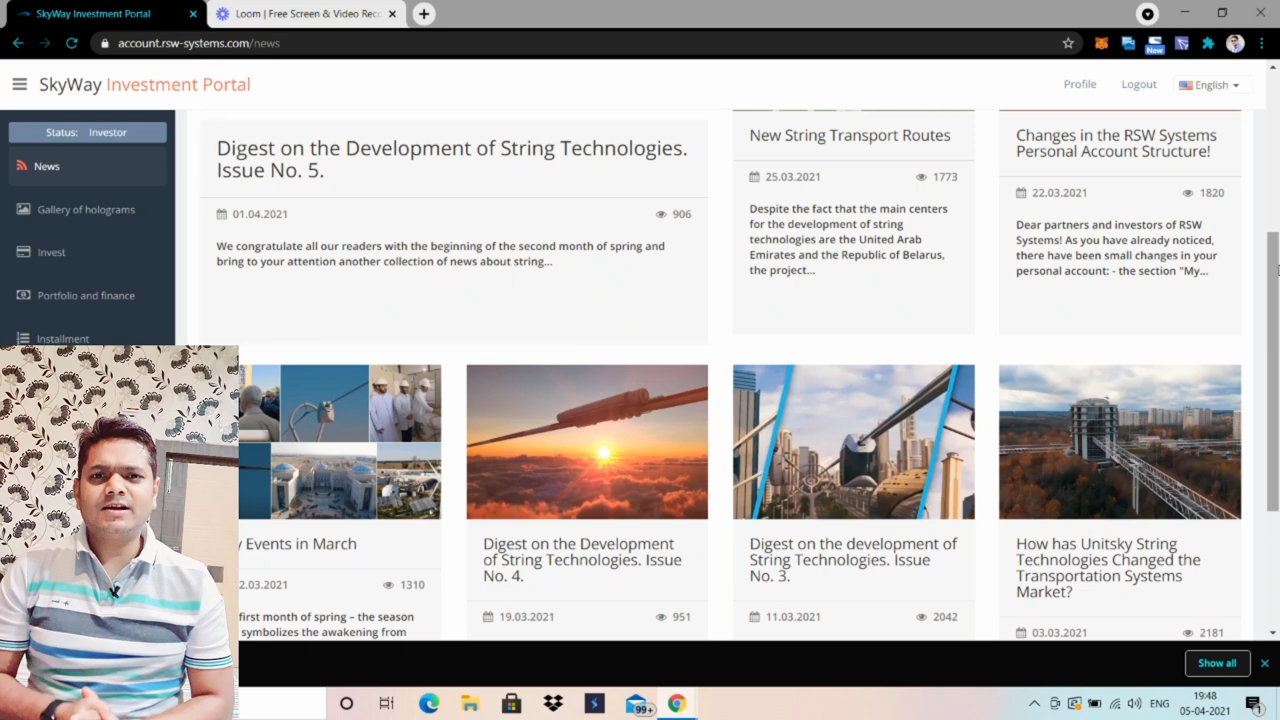 SkyWay Investment Portal
Loom | Free Screen & Video Rec
account.rsw-systems.com/news
New
SkyWay Investment Portal
Profile
Logout
English
Status: Investor
News
Gallery of holograms
Invest
Portfolio and finance
Installment
Digest on the Development of String Technologies.
Issue No. 5.
01.04.2021
906
We congratulate all our readers with the beginning of the second month of spring and
bring to your attention another collection of news about string...
New String Transport Routes
25.03.2021
1773
Despite the fact that the main centers
for the development of string
technologies are the United Arab
Emirates and the Republic of Belarus,
the project...
Changes in the RSW Systems
Personal Account Structure!
22.03.2021
1820
Dear partners and investors of RSW
Systems! As you have already noticed,
there have been small changes in your
personal account: - the section "My...
Events in March
2.03.2021
1310
first month of spring – the season
symbolizes the awakening from
Digest on the Development
of String Technologies. Issue
No. 4.
19.03.2021
951
Digest on the development of
String Technologies. Issue
No. 3.
11.03.2021
2042
How has Unitsky String
Technologies Changed the
Transportation Systems
Market?
03.03.2021
2181
Show all
99+
ENG
19:48
05-04-2021
1